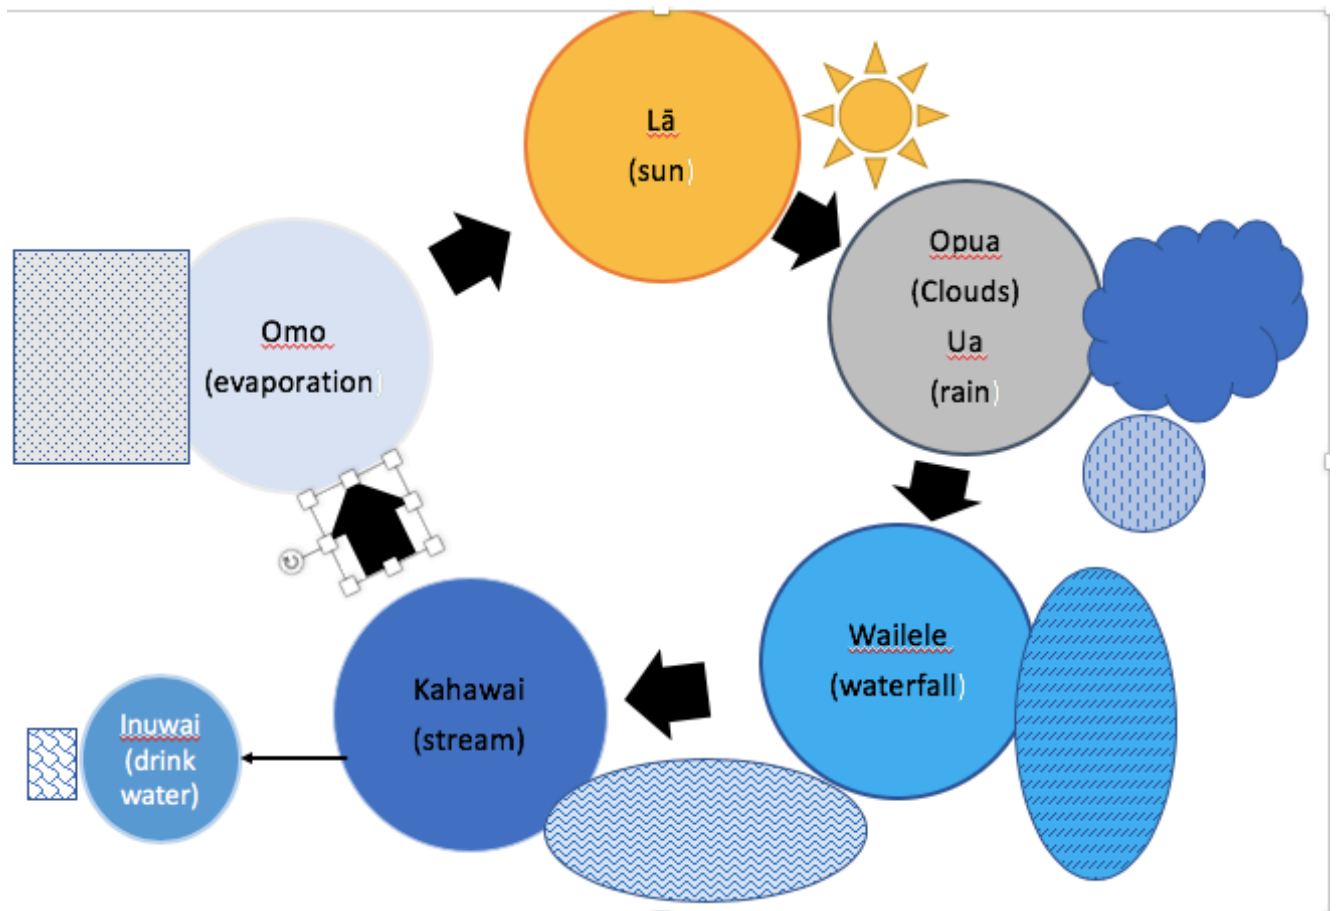 Lā
(sun)
Opua
(Clouds)
Ua
(rain)
Wailele
(waterfall)
Kahawai
(stream)
Inuwai
(drink
water)
Omo
(evaporation)